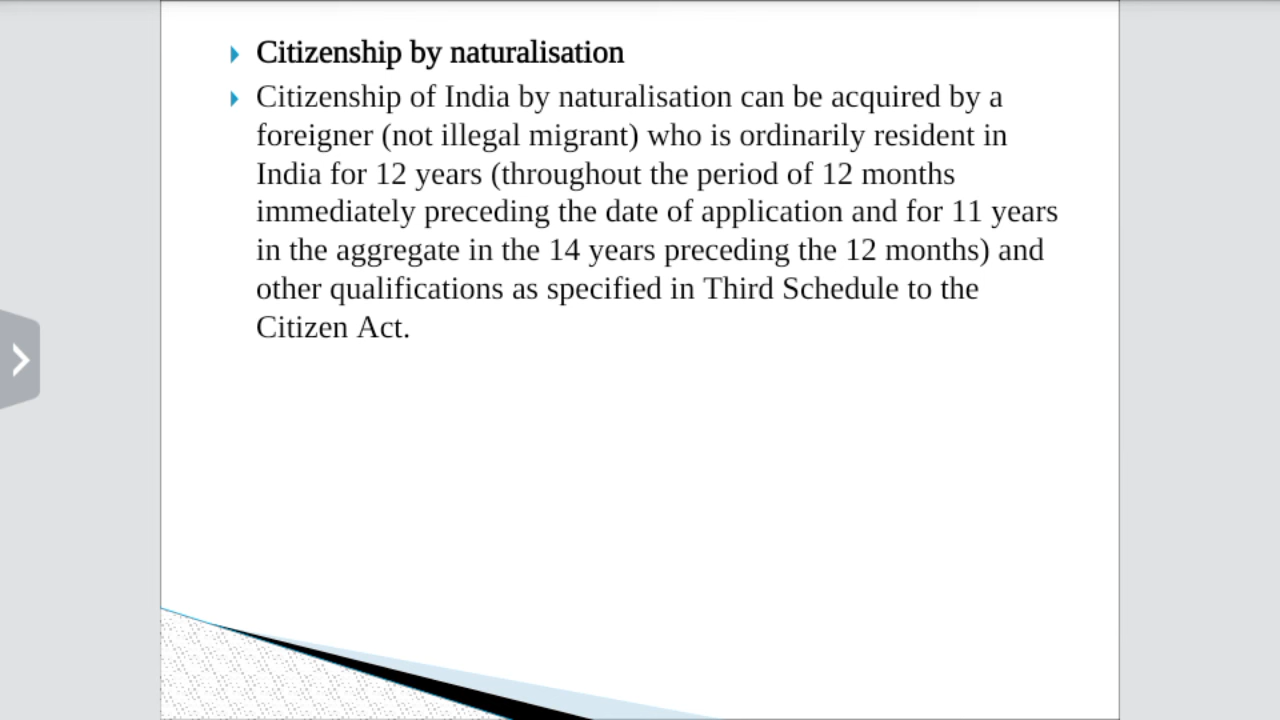 Citizenship by naturalisation
Citizenship of India by naturalisation can be acquired by a
foreigner (not illegal migrant) who is ordinarily resident in
India for 12 years (throughout the period of 12 months
immediately preceding the date of application and for 11 years
in the aggregate in the 14 years preceding the 12 months) and
other qualifications as specified in Third Schedule to the
Citizen Act.